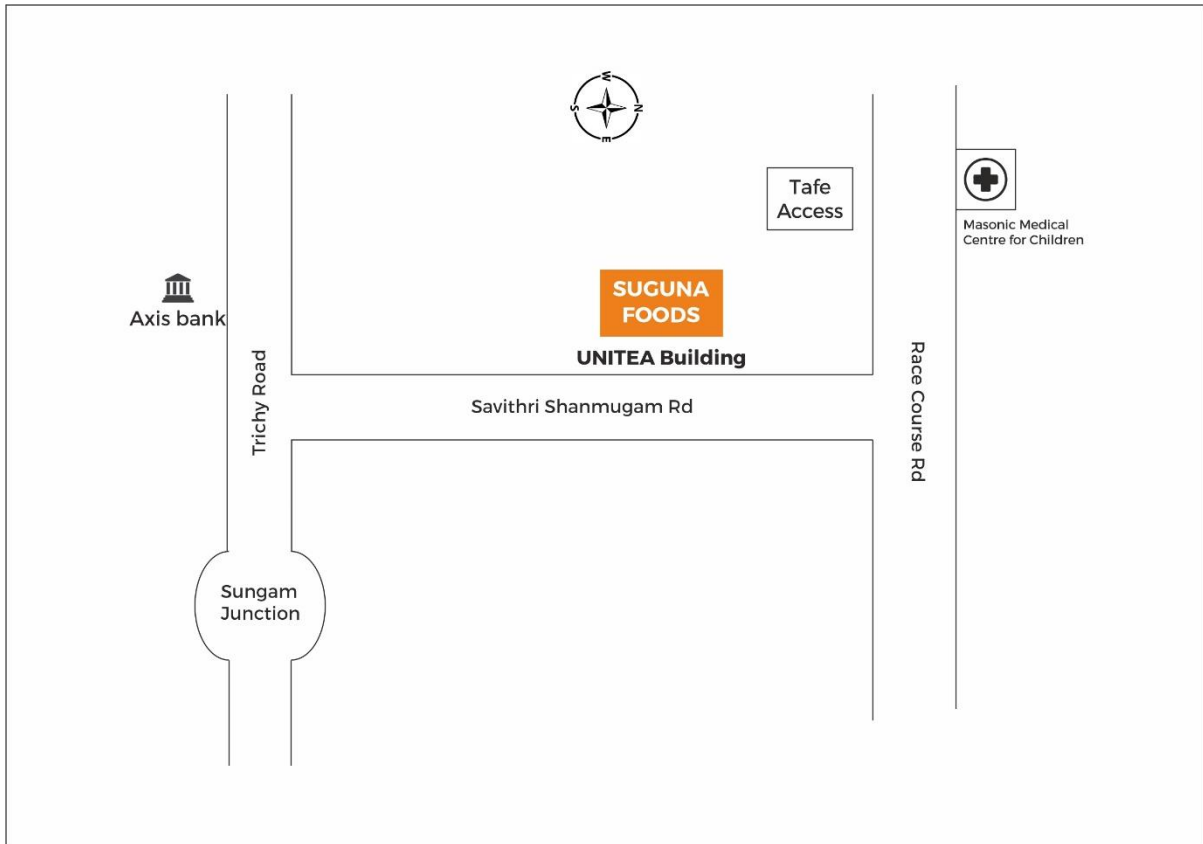 W
S
N
E
Tafe
Access
Masonic Medical
Centre for Children
SUGUNA
FOODS
Axis bank
UNITEA Building
Trichy Road
Savithri Shanmugam Rd
Race Course Rd
Sungam
Junction